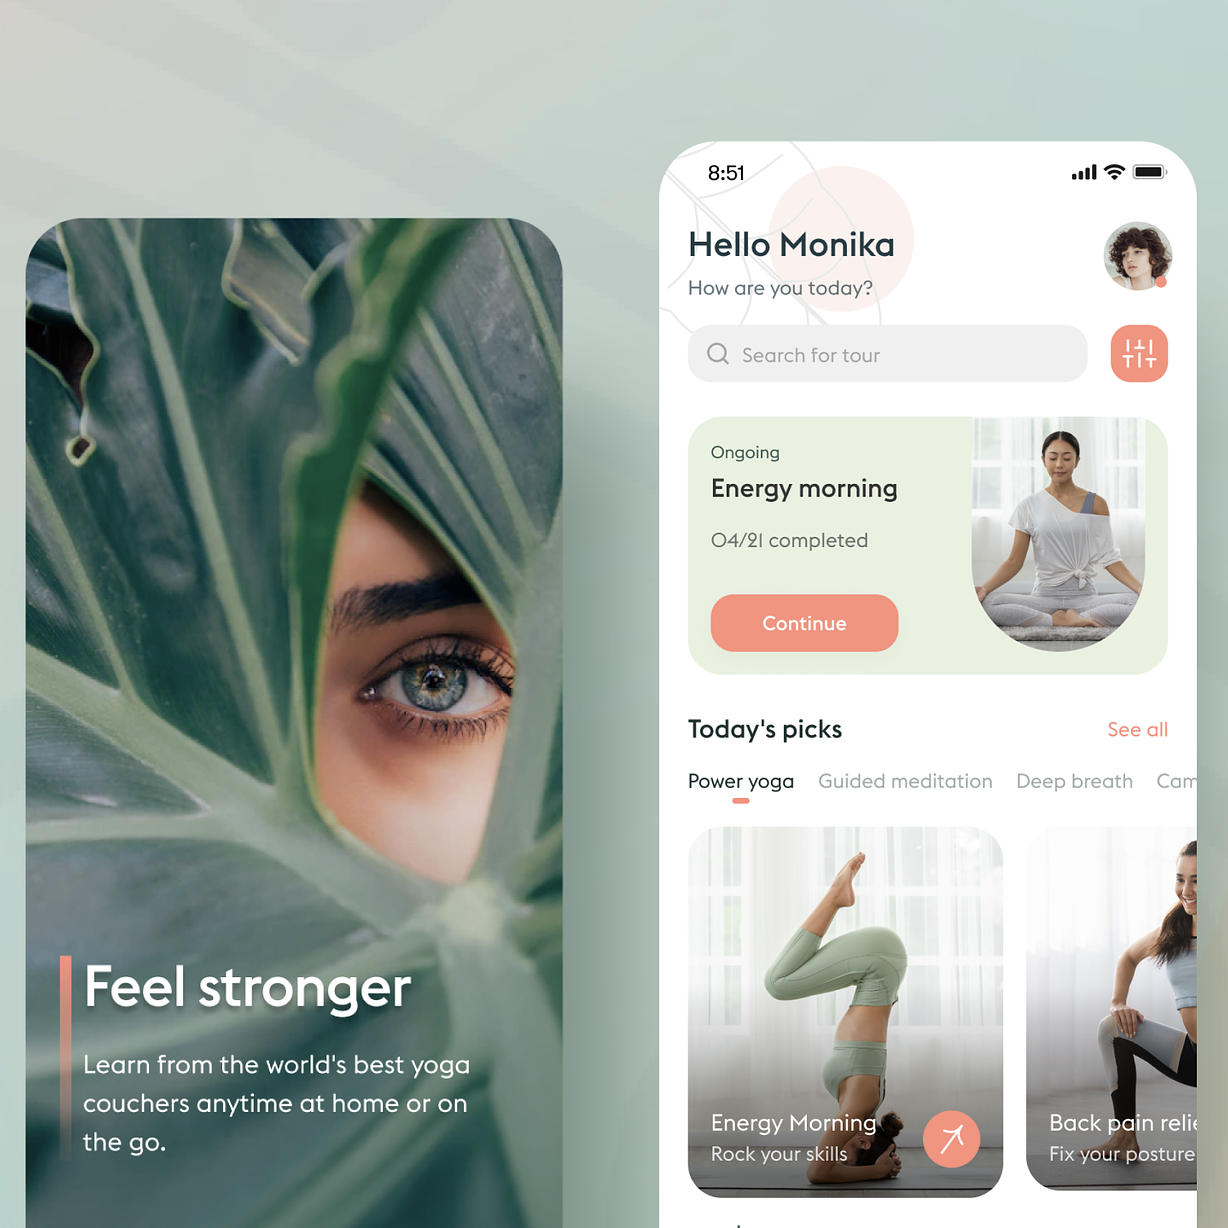 Feel stronger
Learn from the world's best yoga
couchers anytime at home or on
the go.
8:51
Hello Monika
How are you today?
Search for tour
Ongoing
Energy morning
04/21 completed
Continue
Today's picks
See all
Power yoga Guided meditation Deep breath Cam
Energy Morning
Rock your skills
Back pain relie
Fix your posture